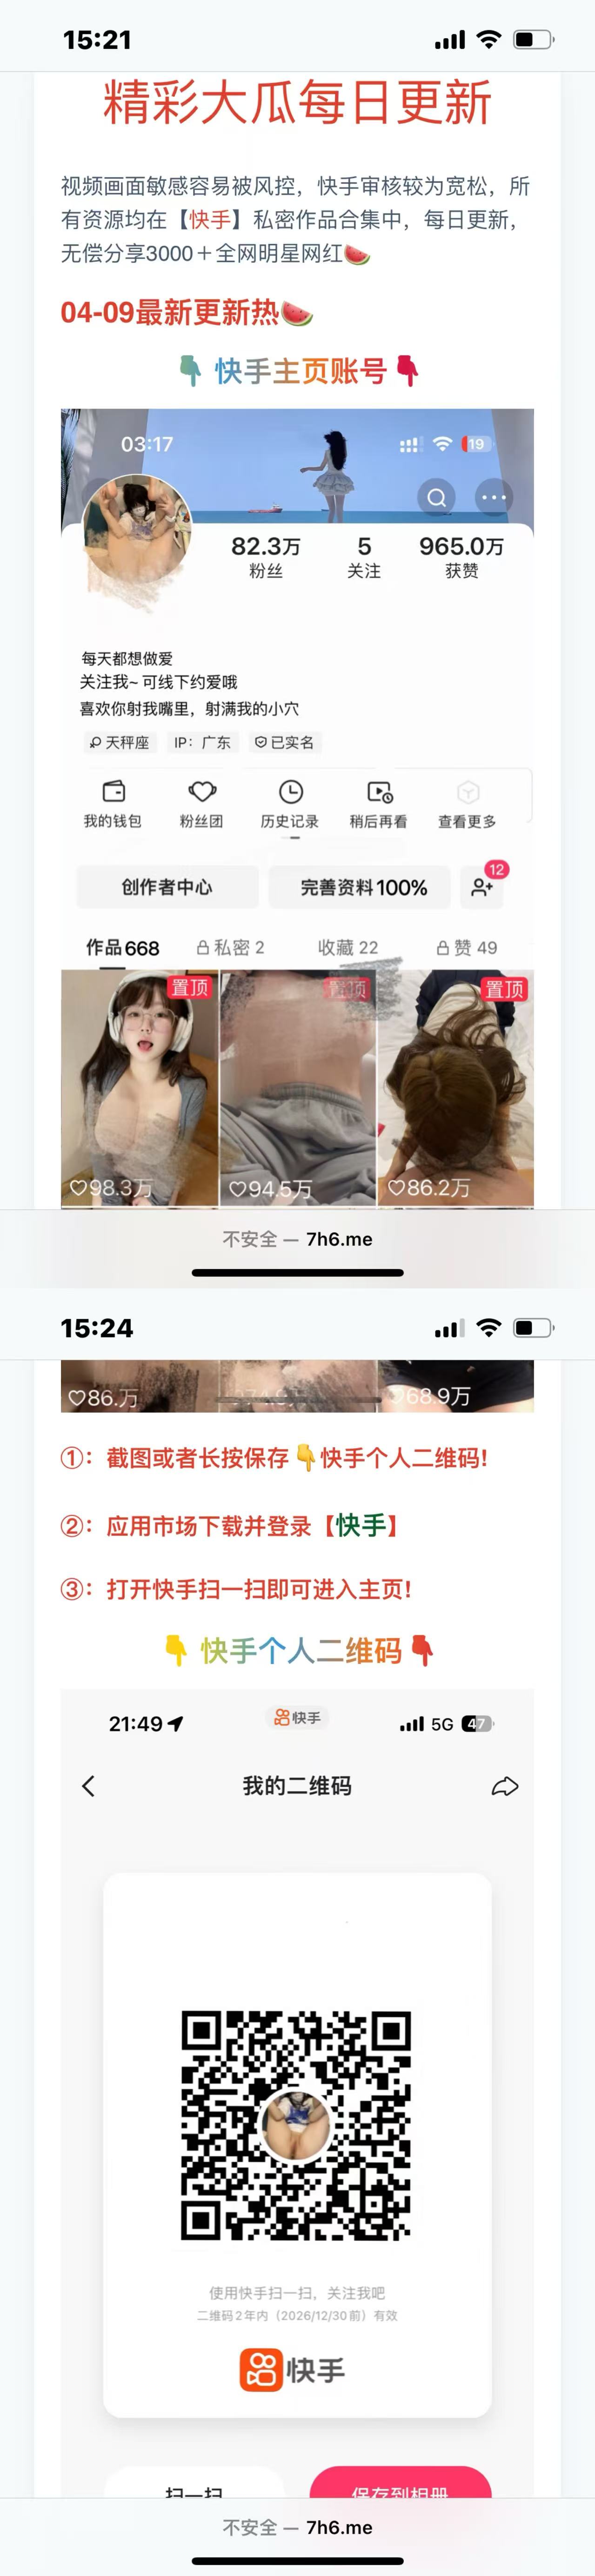 15:21
精彩大瓜每日更新
视频画面敏感容易被风控，快手审核较为宽松，所
有资源均在【快手】私密作品合集中，每日更新，
无偿分享3000＋全网明星网红🍉
04-09最新更新热🍉
👇 快手主页账号 👇
03:17
19
82.3万 5 965.0万
粉丝 关注 获赞
每天都想做爱
关注我~ 可线下约爱哦
喜欢你射我嘴里，射满我的小穴
天秤座 IP：广东 已实名
我的钱包 粉丝团 历史记录 稍后再看 查看更多
创作者中心 完善资料100% 12
作品668 私密 2 收藏 22 赞 49
置顶 置顶 置顶
98.3万 94.5万 86.2万
不安全 — 7h6.me
15:24
86.万 68.9万
①：截图或者长按保存👇快手个人二维码!
②：应用市场下载并登录【快手】
③：打开快手扫一扫即可进入主页!
👇 快手个人二维码 👇
21:49 快手 5G 47
我的二维码
使用快手扫一扫，关注我吧
二维码2年内（2026/12/30前）有效
快手
扫一扫 保存到相册
不安全 — 7h6.me